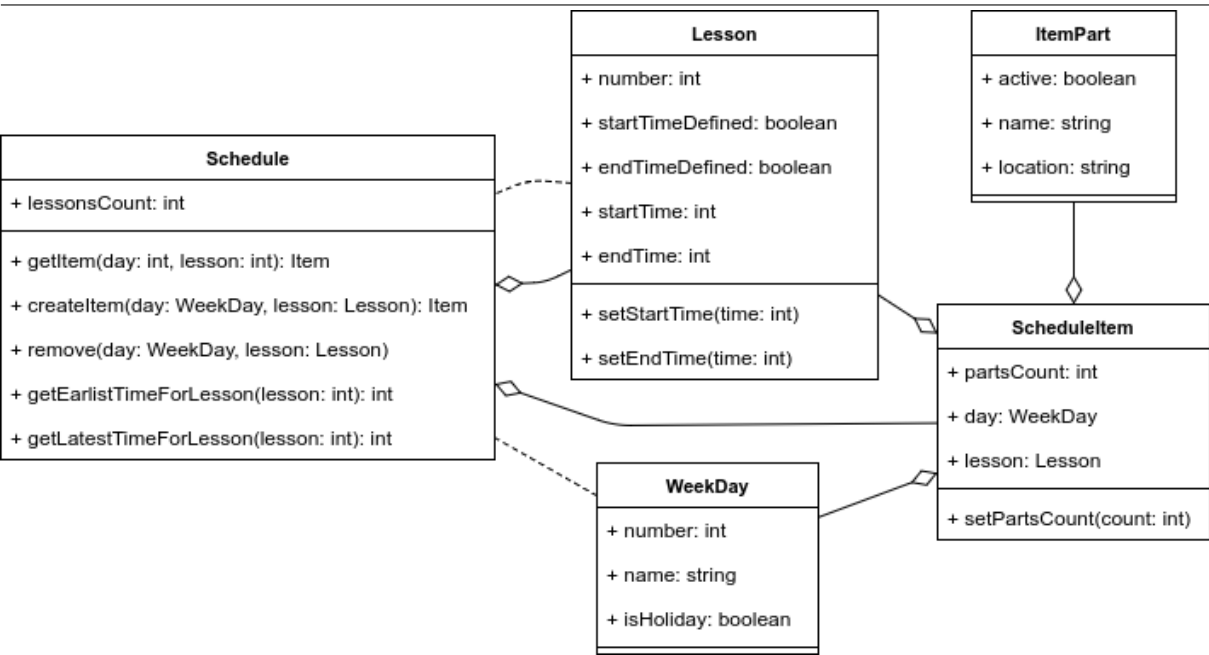 Schedule
+ lessonsCount: int
+ getItem(day: int, lesson: int): Item
+ createItem(day: WeekDay, lesson: Lesson): Item
+ remove(day: WeekDay, lesson: Lesson)
+ getEarlistTimeForLesson(lesson: int): int
+ getLatestTimeForLesson(lesson: int): int
Lesson
+ number: int
+ startTimeDefined: boolean
+ endTimeDefined: boolean
+ startTime: int
+ endTime: int
+ setStartTime(time: int)
+ setEndTime(time: int)
WeekDay
+ number: int
+ name: string
+ isHoliday: boolean
ItemPart
+ active: boolean
+ name: string
+ location: string
ScheduleItem
+ partsCount: int
+ day: WeekDay
+ lesson: Lesson
+ setPartsCount(count: int)